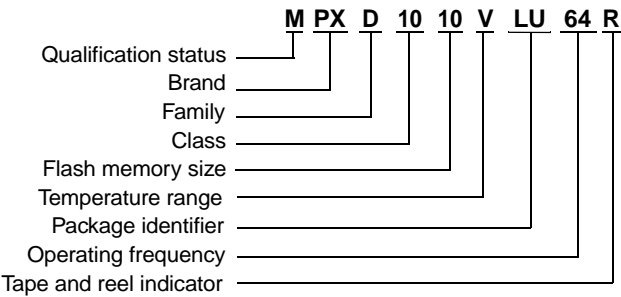 M PX D 10 10 V LU 64 R
Qualification status
Brand
Family
Class
Flash memory size
Temperature range
Package identifier
Operating frequency
Tape and reel indicator